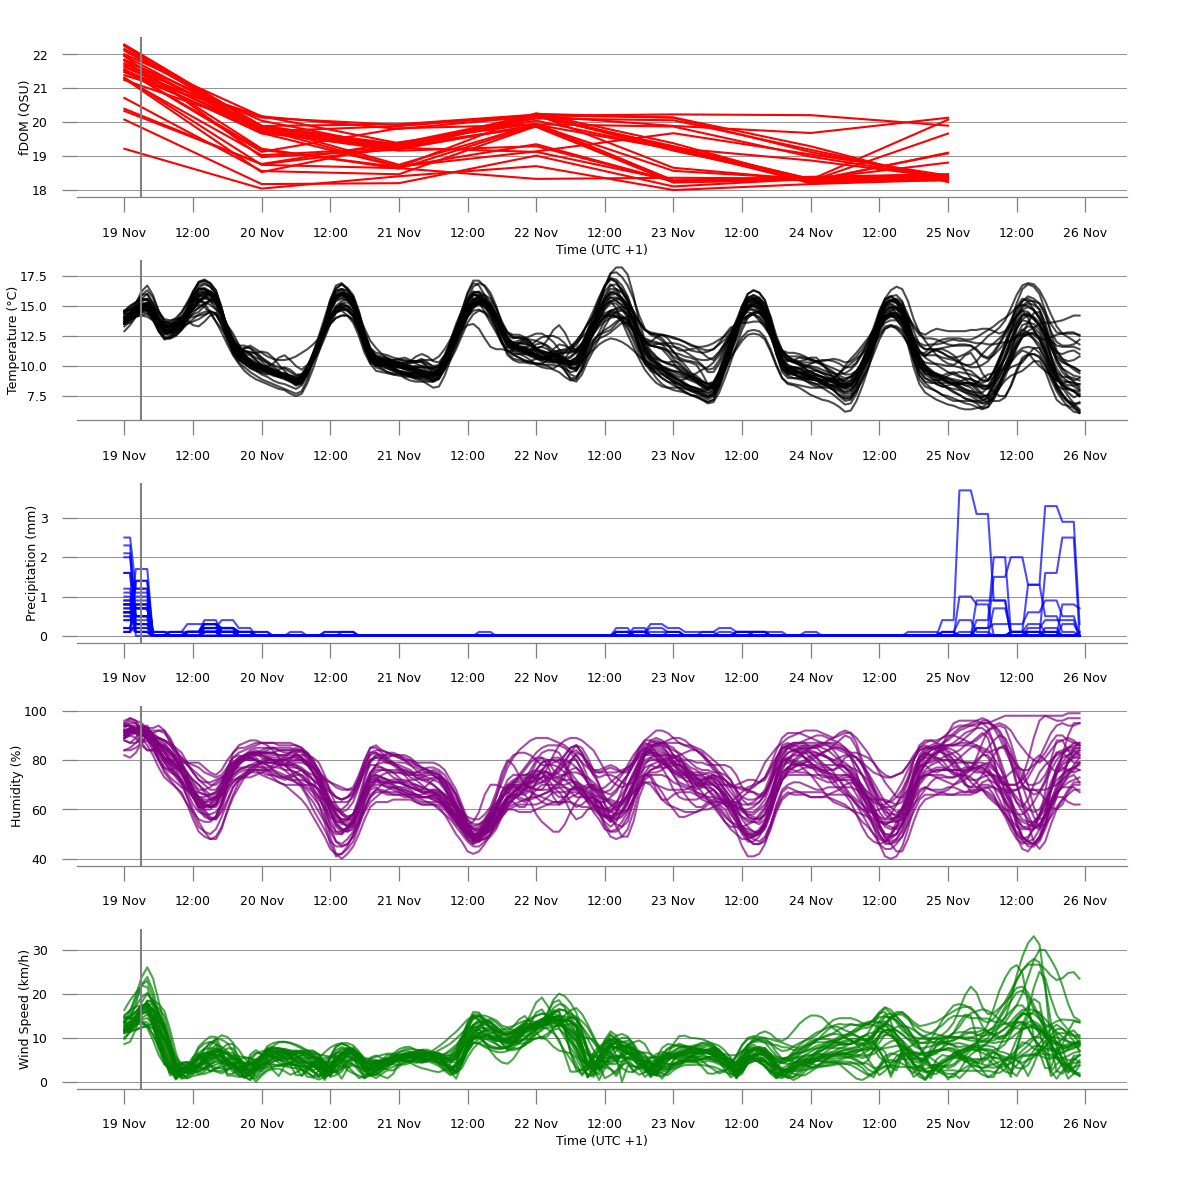 fDOM (QSU)
22
21
20
19
18
19 Nov 12:00 20 Nov 12:00 21 Nov 12:00 22 Nov 12:00 23 Nov 12:00 24 Nov 12:00 25 Nov 12:00 26 Nov
Time (UTC +1)
Temperature (°C)
17.5
15.0
12.5
10.0
7.5
19 Nov 12:00 20 Nov 12:00 21 Nov 12:00 22 Nov 12:00 23 Nov 12:00 24 Nov 12:00 25 Nov 12:00 26 Nov
Precipitation (mm)
3
2
1
0
19 Nov 12:00 20 Nov 12:00 21 Nov 12:00 22 Nov 12:00 23 Nov 12:00 24 Nov 12:00 25 Nov 12:00 26 Nov
Humidity (%)
100
80
60
40
19 Nov 12:00 20 Nov 12:00 21 Nov 12:00 22 Nov 12:00 23 Nov 12:00 24 Nov 12:00 25 Nov 12:00 26 Nov
Wind Speed (km/h)
30
20
10
0
19 Nov 12:00 20 Nov 12:00 21 Nov 12:00 22 Nov 12:00 23 Nov 12:00 24 Nov 12:00 25 Nov 12:00 26 Nov
Time (UTC +1)